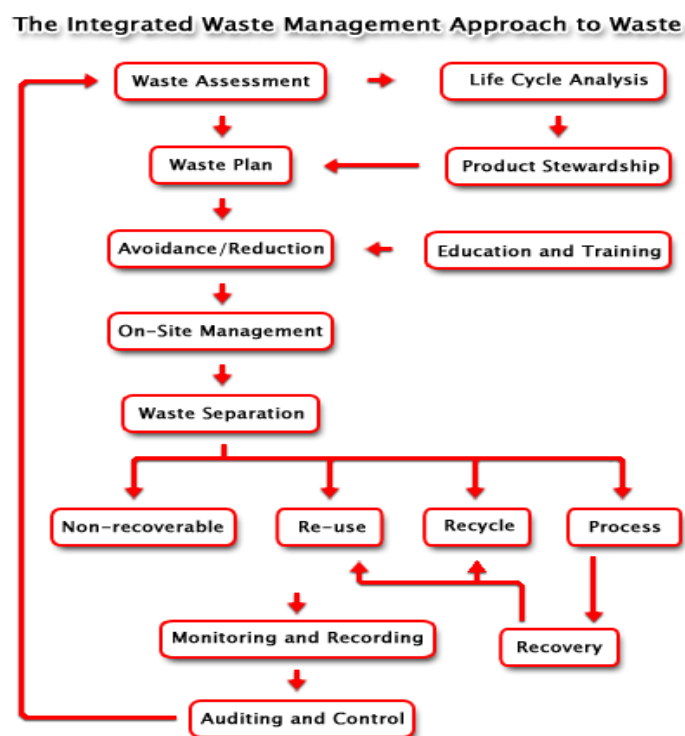 The Integrated Waste Management Approach to Waste
Waste Assessment
Life Cycle Analysis
Waste Plan
Product Stewardship
Avoidance/Reduction
Education and Training
On-Site Management
Waste Separation
Non-recoverable
Re-use
Recycle
Process
Monitoring and Recording
Recovery
Auditing and Control